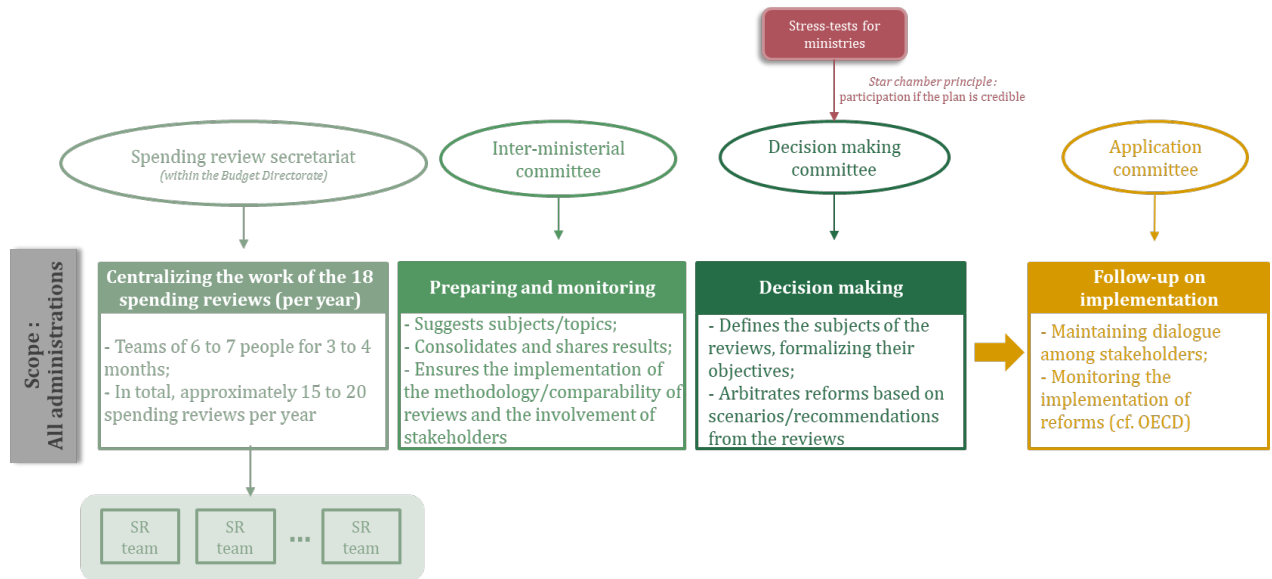 Stress-tests for
ministries
Star chamber principle :
participation if the plan is credible
Spending review secretariat
(within the Budget Directorate)
Inter-ministerial
committee
Decision making
committee
Application
committee
Scope :
All administrations
Centralizing the work of the 18
spending reviews (per year)
- Teams of 6 to 7 people for 3 to 4
months;
- In total, approximately 15 to 20
spending reviews per year
Preparing and monitoring
- Suggests subjects/topics;
- Consolidates and shares results;
- Ensures the implementation of
the methodology/comparability of
reviews and the involvement of
stakeholders
Decision making
- Defines the subjects of the
reviews, formalizing their
objectives;
- Arbitrates reforms based on
scenarios/recommendations
from the reviews
Follow-up on
implementation
- Maintaining dialogue
among stakeholders;
- Monitoring the
implementation of
reforms (cf. OECD)
SR
team
SR
team
...
SR
team